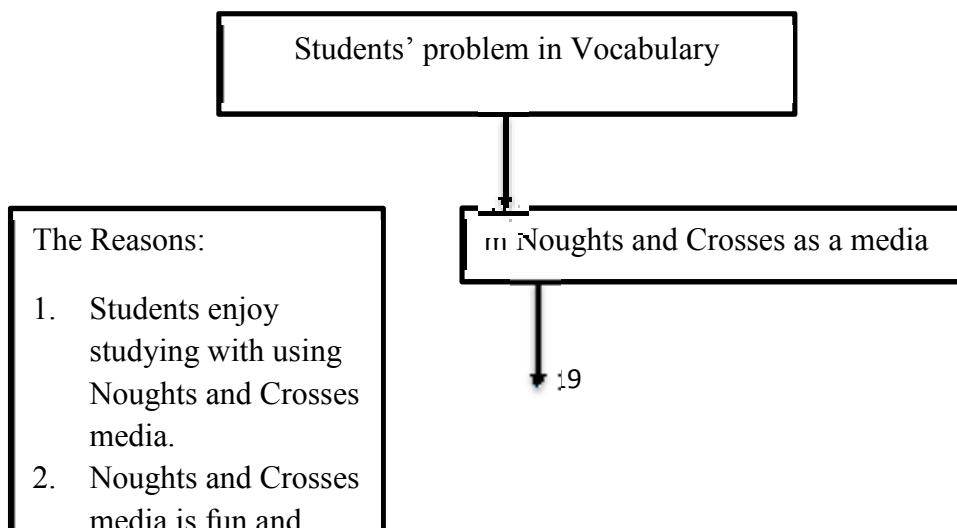 Students’ problem in Vocabulary
The Reasons:
1. Students enjoy
studying with using
Noughts and Crosses
media.
2. Noughts and Crosses
media is fun and
Noughts and Crosses as a media
19